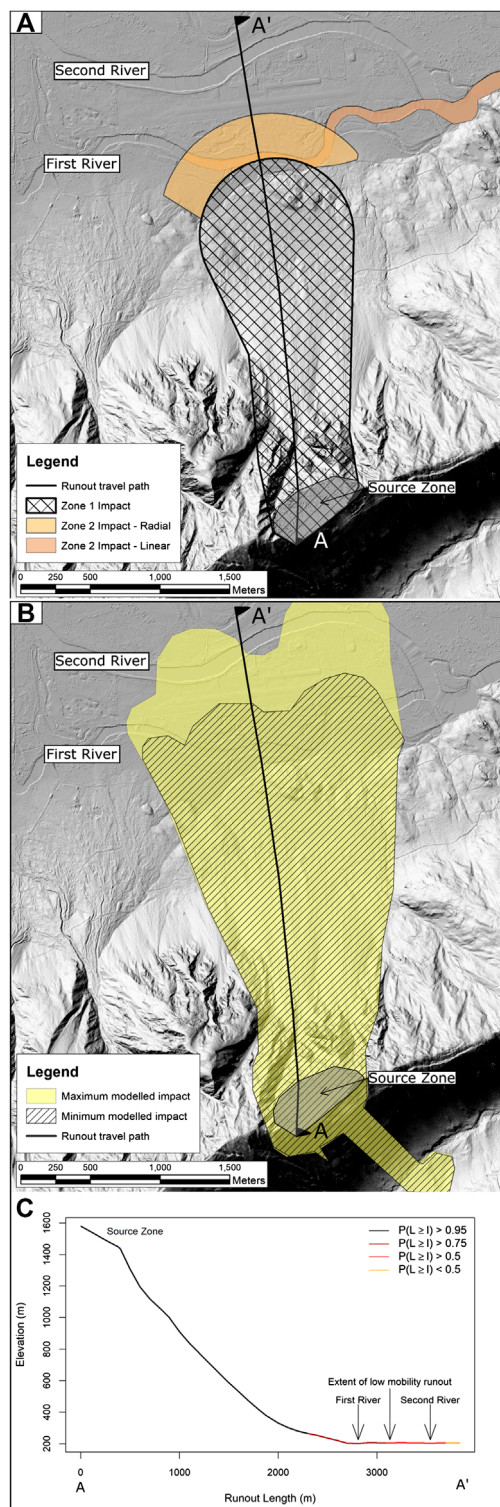 A
A'
Second River
First River
Legend
Runout travel path
Zone 1 Impact
Zone 2 Impact - Radial
Zone 2 Impact - Linear
Source Zone
A
0 250 500 1,000 1,500
Meters
B
A'
Second River
First River
Legend
Maximum modelled impact
Minimum modelled impact
Runout travel path
Source Zone
A
0 250 500 1,000 1,500
Meters
C
Source Zone
P(L ≥ l) > 0.95
P(L ≥ l) > 0.75
P(L ≥ l) > 0.5
P(L ≥ l) < 0.5
Extent of low mobility runout
First River
Second River
Elevation (m)
1600
1400
1200
1000
800
600
400
200
0 1000 2000 3000
A A'
Runout Length (m)